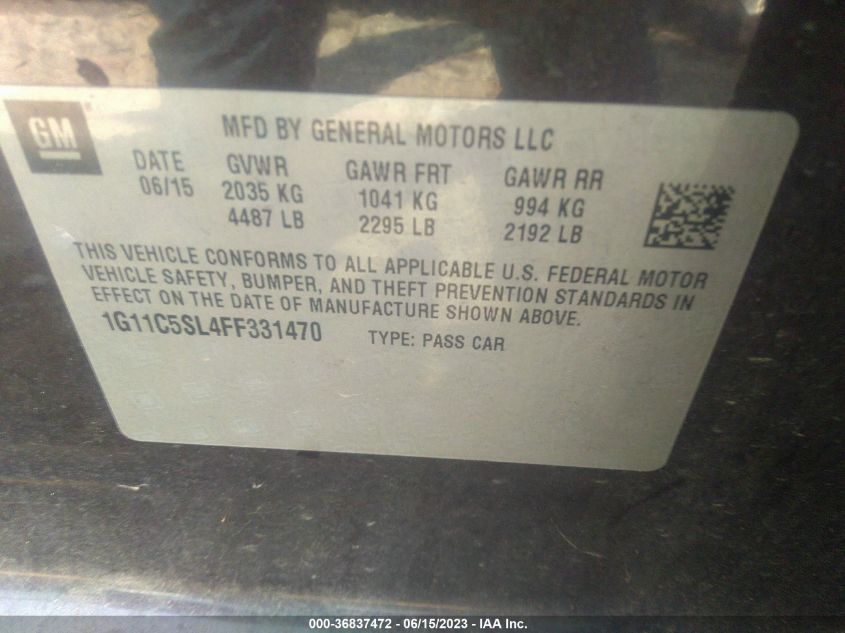 GM ®
MFD BY GENERAL MOTORS LLC
DATE GVWR GAWR FRT GAWR RR
06/15 2035 KG 1041 KG 994 KG
4487 LB 2295 LB 2192 LB
THIS VEHICLE CONFORMS TO ALL APPLICABLE U.S. FEDERAL MOTOR
VEHICLE SAFETY, BUMPER, AND THEFT PREVENTION STANDARDS IN
EFFECT ON THE DATE OF MANUFACTURE SHOWN ABOVE.
1G11C5SL4FF331470 TYPE: PASS CAR
000-36837472 - 06/15/2023 - IAA Inc.